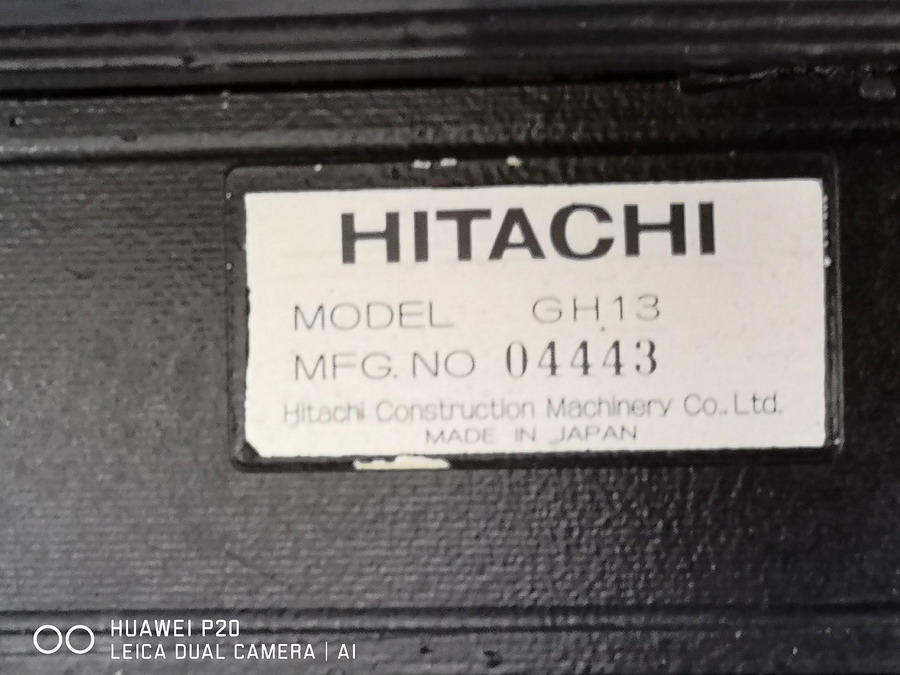 HITACHI
MODEL GH13
MFG. NO 04443
Hitachi Construction Machinery Co., Ltd.
MADE IN JAPAN
HUAWEI P20
LEICA DUAL CAMERA | AI